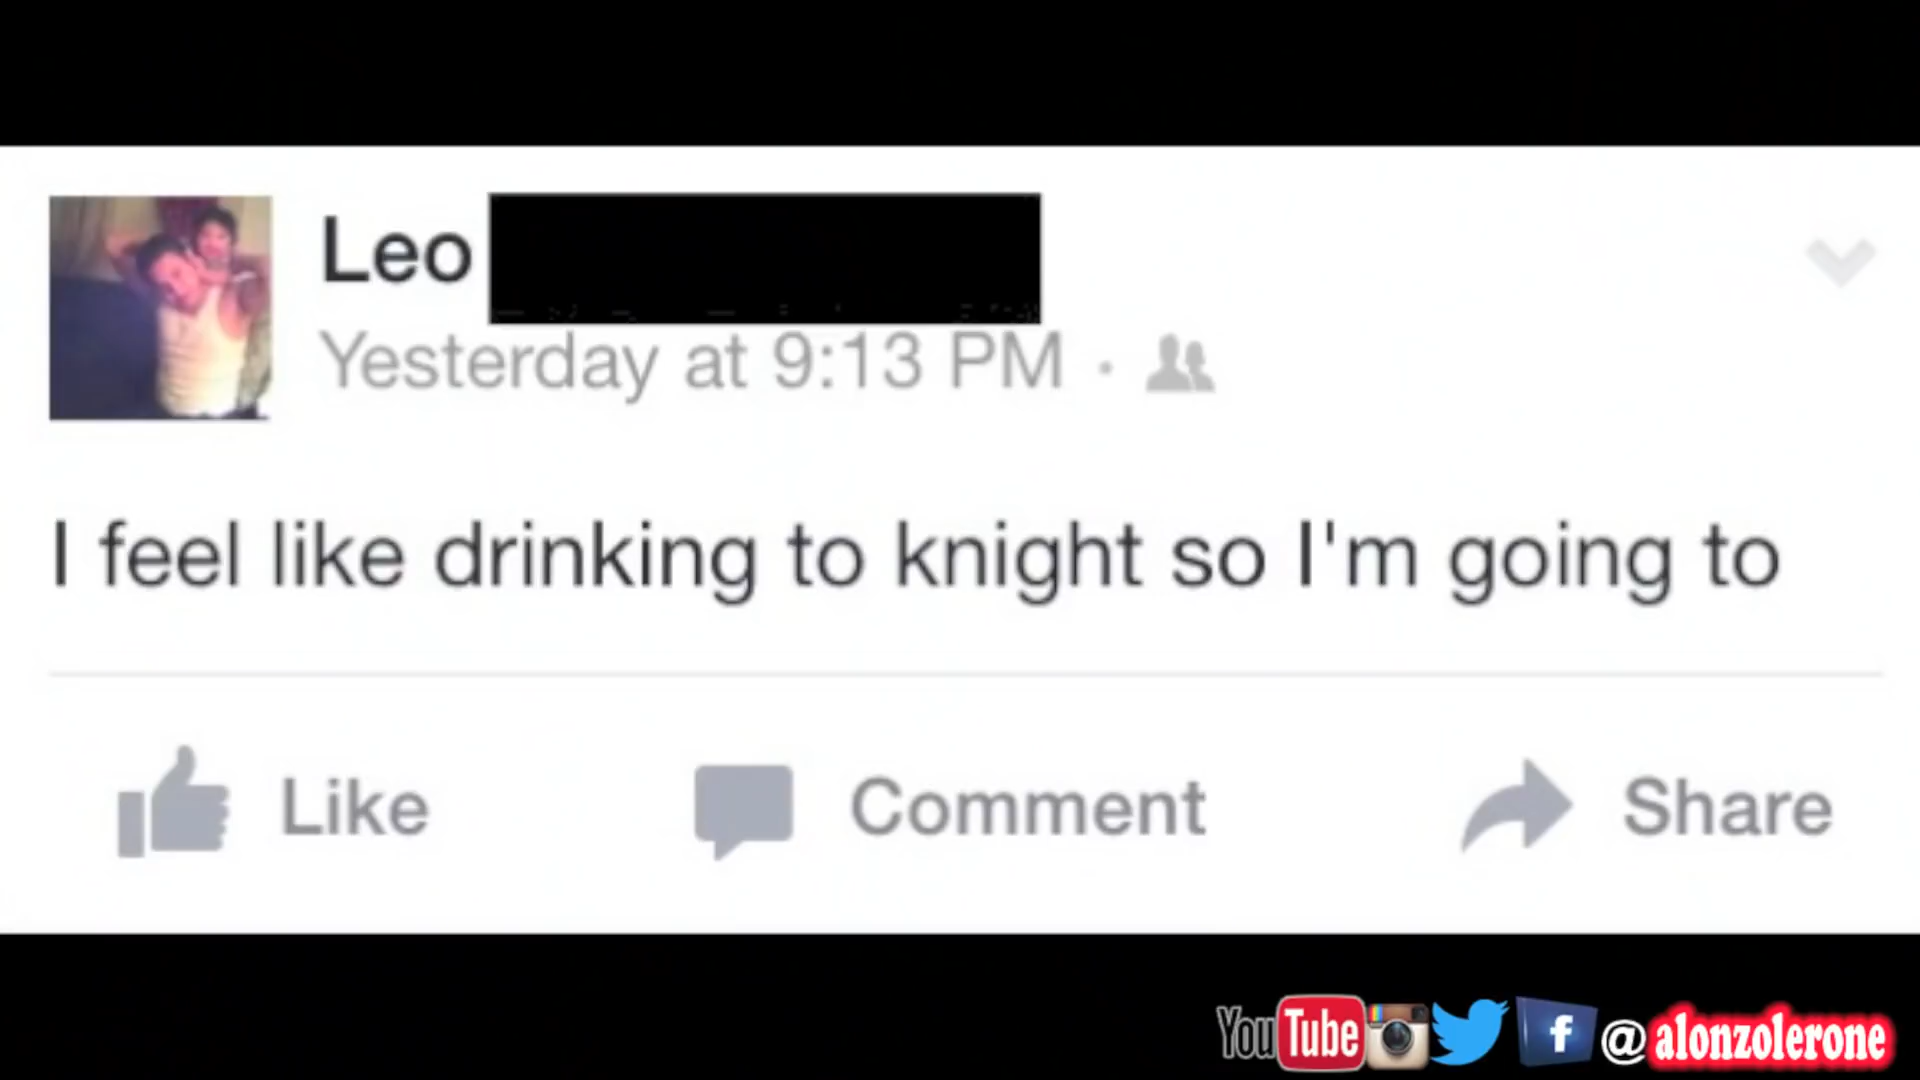 Leo
Yesterday at 9:13 PM ·
I feel like drinking to knight so I'm going to
Like Comment Share
YouTube f @alonzolerone